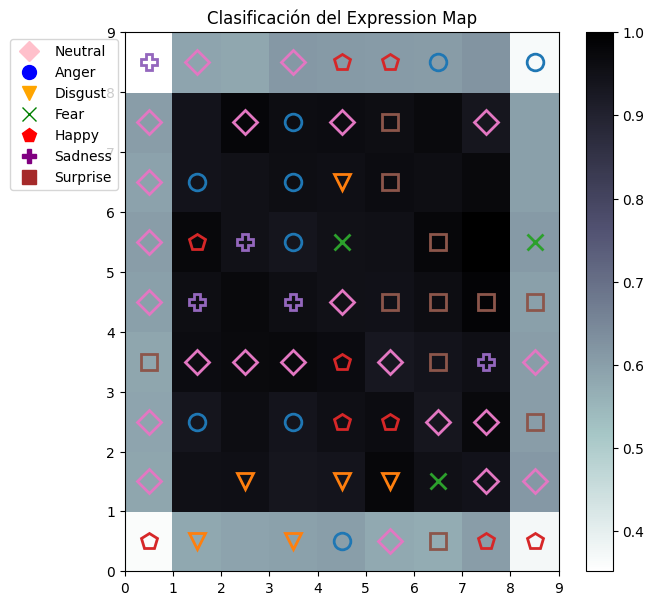 Clasificación del Expression Map
Neutral
Anger
Disgust
Fear
Happy
Sadness
Surprise
9
8
7
6
5
4
3
2
1
0
0 1 2 3 4 5 6 7 8 9
1.0
0.9
0.8
0.7
0.6
0.5
0.4